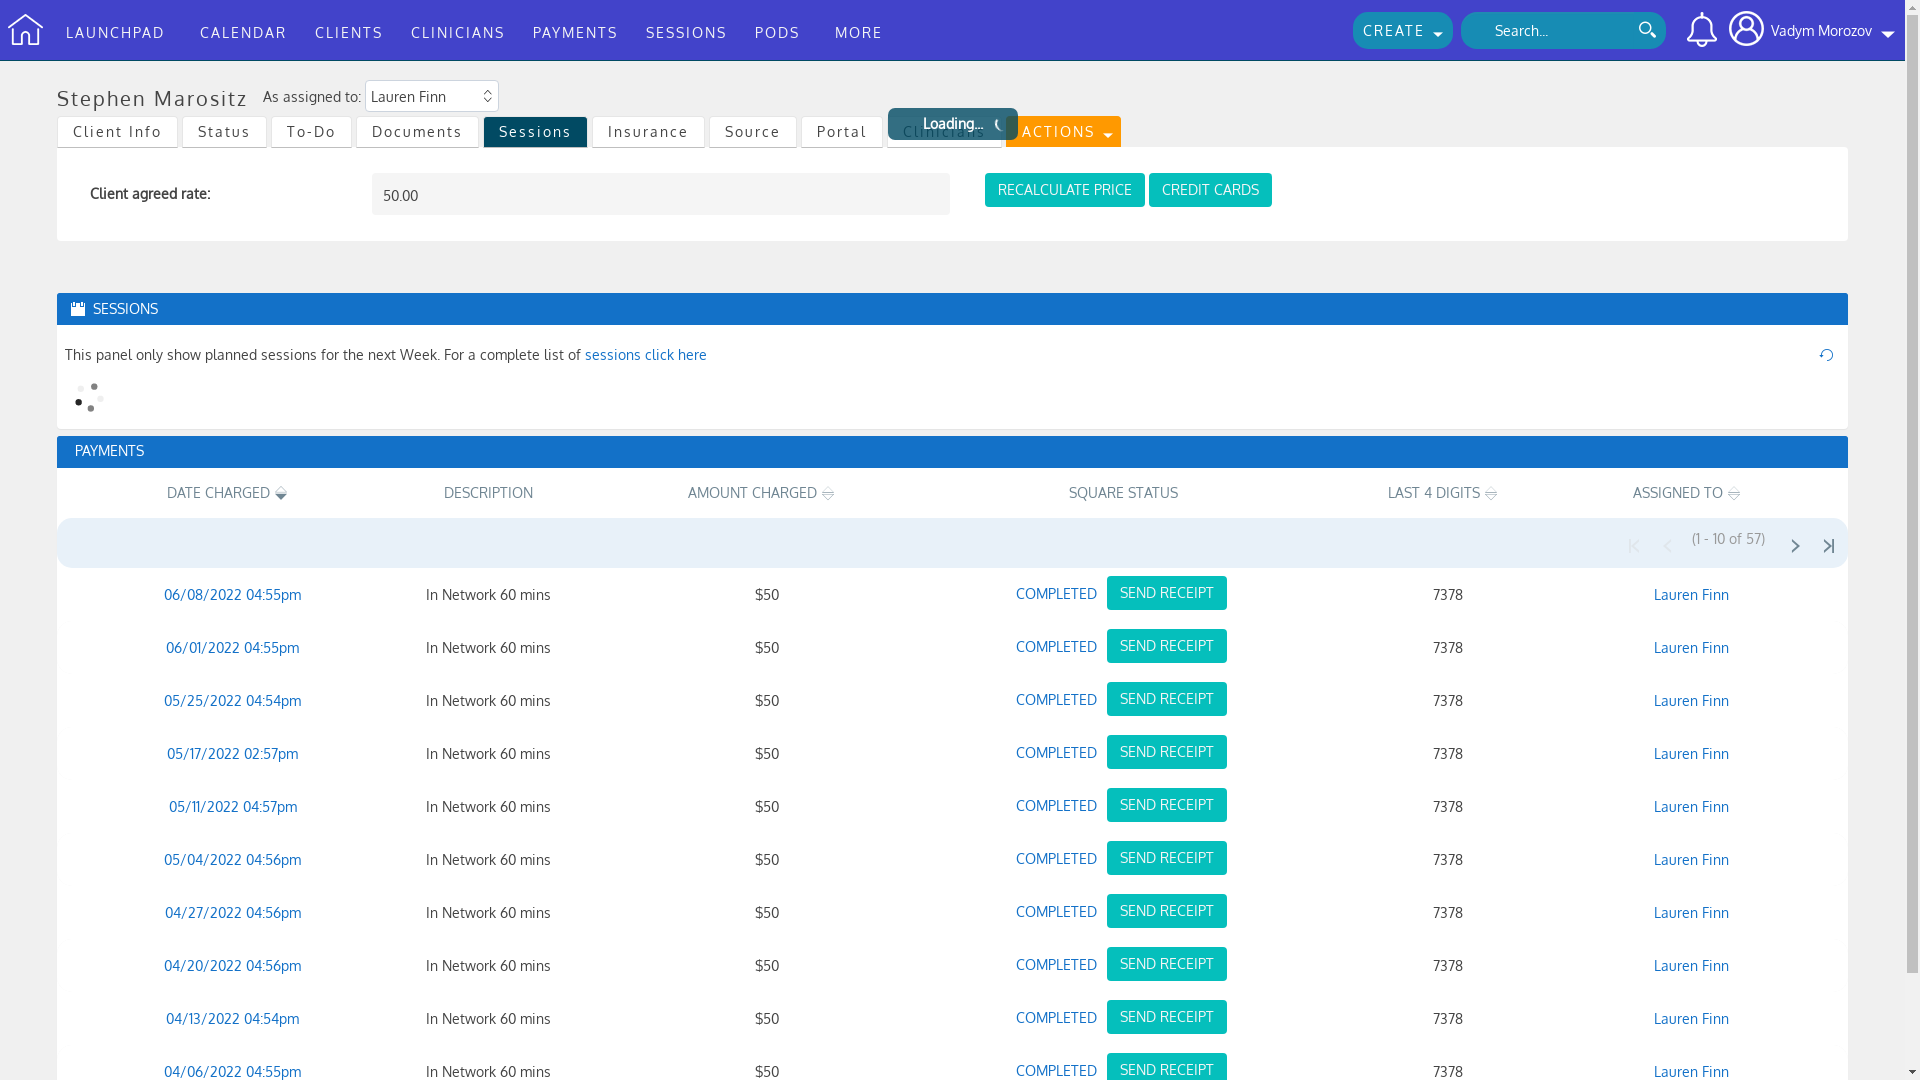 LAUNCHPAD CALENDAR CLIENTS CLINICIANS PAYMENTS SESSIONS PODS MORE CREATE Search... Vadym Morozov
Stephen Marositz As assigned to: Lauren Finn
Client Info Status To-Do Documents Sessions Insurance Source Portal Clinicians ACTIONS
Loading...
Client agreed rate: 50.00 RECALCULATE PRICE CREDIT CARDS
SESSIONS
This panel only show planned sessions for the next Week. For a complete list of sessions click here
PAYMENTS
DATE CHARGED DESCRIPTION AMOUNT CHARGED SQUARE STATUS LAST 4 DIGITS ASSIGNED TO
(1 - 10 of 57)
06/08/2022 04:55pm In Network 60 mins $50 COMPLETED SEND RECEIPT 7378 Lauren Finn
06/01/2022 04:55pm In Network 60 mins $50 COMPLETED SEND RECEIPT 7378 Lauren Finn
05/25/2022 04:54pm In Network 60 mins $50 COMPLETED SEND RECEIPT 7378 Lauren Finn
05/17/2022 02:57pm In Network 60 mins $50 COMPLETED SEND RECEIPT 7378 Lauren Finn
05/11/2022 04:57pm In Network 60 mins $50 COMPLETED SEND RECEIPT 7378 Lauren Finn
05/04/2022 04:56pm In Network 60 mins $50 COMPLETED SEND RECEIPT 7378 Lauren Finn
04/27/2022 04:56pm In Network 60 mins $50 COMPLETED SEND RECEIPT 7378 Lauren Finn
04/20/2022 04:56pm In Network 60 mins $50 COMPLETED SEND RECEIPT 7378 Lauren Finn
04/13/2022 04:54pm In Network 60 mins $50 COMPLETED SEND RECEIPT 7378 Lauren Finn
04/06/2022 04:55pm In Network 60 mins $50 COMPLETED SEND RECEIPT 7378 Lauren Finn